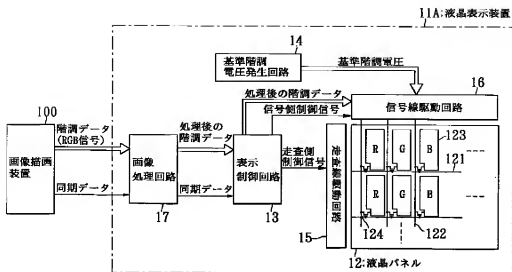 11A:液晶表示装置
14
基準階調
電圧発生回路
基準階調電圧
処理後の階調データ
信号側制御信号
16
信号線駆動回路
100
画像描画
装置
階調データ
(RGB信号)
同期データ
画像
処理回路
17
処理後の
階調データ
同期データ
表示
制御回路
13
走査側
制御信号
走査線駆動回路
15
R
G
B
123
121
R
G
B
124
122
12:液晶パネル